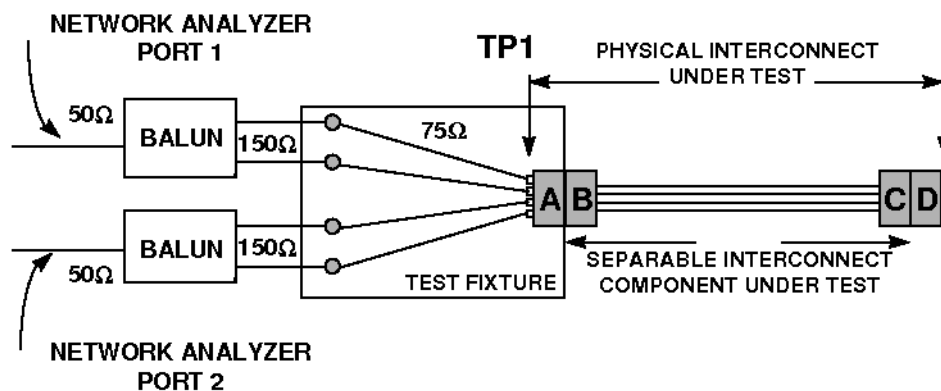 NETWORK ANALYZER
PORT 1
TP1
PHYSICAL INTERCONNECT
UNDER TEST
50Ω
BALUN
150Ω
75Ω
A
B
C
D
BALUN
150Ω
50Ω
TEST FIXTURE
SEPARABLE INTERCONNECT
COMPONENT UNDER TEST
NETWORK ANALYZER
PORT 2